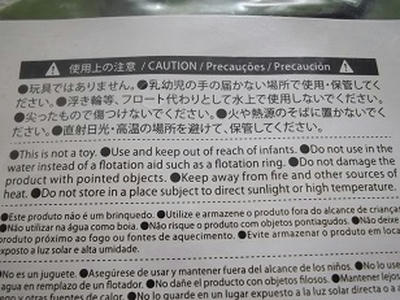 ⚠ 使用上の注意 / CAUTION / Precauções / Precaución ⚠
●玩具ではありません。●乳幼児の手の届かない場所で使用・保管してく
ださい。●浮き輪等、フロート代わりとして水上で使用しないでください。
●尖ったもので傷つけないでください。●火や熱源のそばに置かないでく
ださい。●直射日光・高温の場所を避けて、保管してください。
●This is not a toy. ●Use and keep out of reach of infants. ●Do not use in the
water instead of a flotation aid such as a flotation ring. ●Do not damage the
product with pointed objects. ●Keep away from fire and other sources of
heat. ●Do not store in a place subject to direct sunlight or high temperature.
●Este produto não é um brinquedo. ●Utilize e armazene o produto fora do alcance de crianças
●Não utilizar na água como boia. ●Não risque o produto com objetos pontiagudos. ●Não deixe
produto próximo ao fogo ou fontes de aquecimento. ●Evite armazenar o produto em loca
exposto a luz solar e alta umidade.
●No es un juguete. ●Asegúrese de usar y mantener fuera del alcance de los niños. ●No lo us
agua en remplazo de un flotador. ●No dañe el producto con objetos filosos. ●Mantener lejos
y otras fuentes de calor. ●No lo guarde en un lugar expuesto a la luz solar directa o a